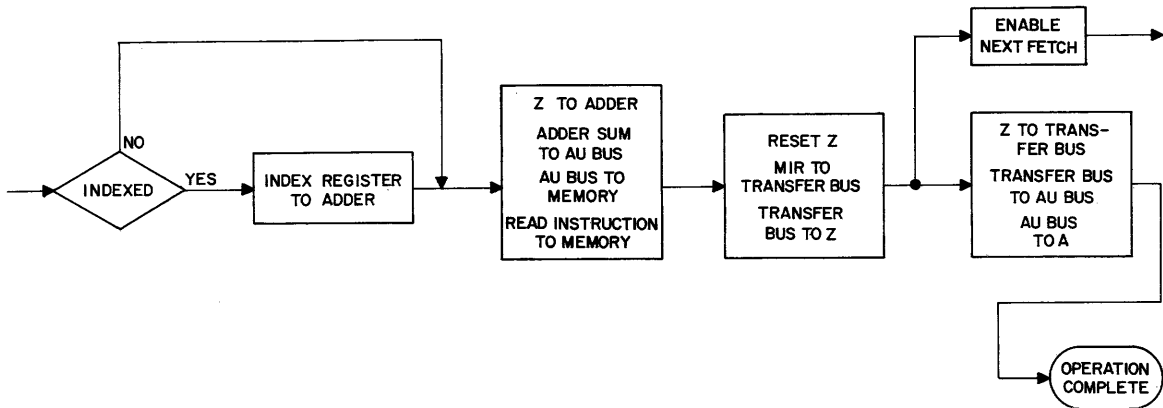 INDEXED
NO
YES
INDEX REGISTER
TO ADDER
Z TO ADDER
ADDER SUM
TO AU BUS
AU BUS TO
MEMORY
READ INSTRUCTION
TO MEMORY
RESET Z
MIR TO
TRANSFER BUS
TRANSFER
BUS TO Z
ENABLE
NEXT FETCH
Z TO TRANS-
FER BUS
TRANSFER BUS
TO AU BUS
AU BUS
TO A
OPERATION
COMPLETE